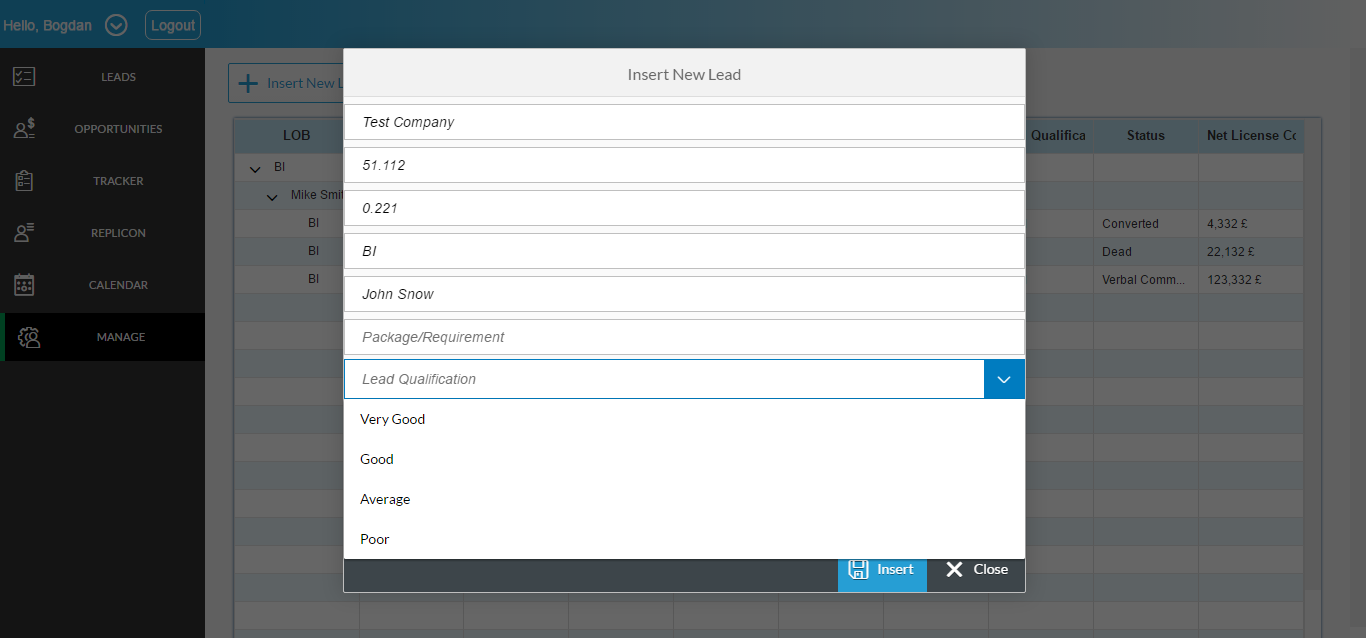 Hello, Bogdan
Logout
LEADS
OPPORTUNITIES
TRACKER
REPLICON
CALENDAR
MANAGE
Insert New L
LOB
Qualifica
Status
Net License Co
BI
Mike Smit
BI
Converted
4,332 £
BI
Dead
22,132 £
BI
Verbal Comm...
123,332 £
Insert New Lead
Test Company
51.112
0.221
BI
John Snow
Package/Requirement
Lead Qualification
Very Good
Good
Average
Poor
Insert
Close